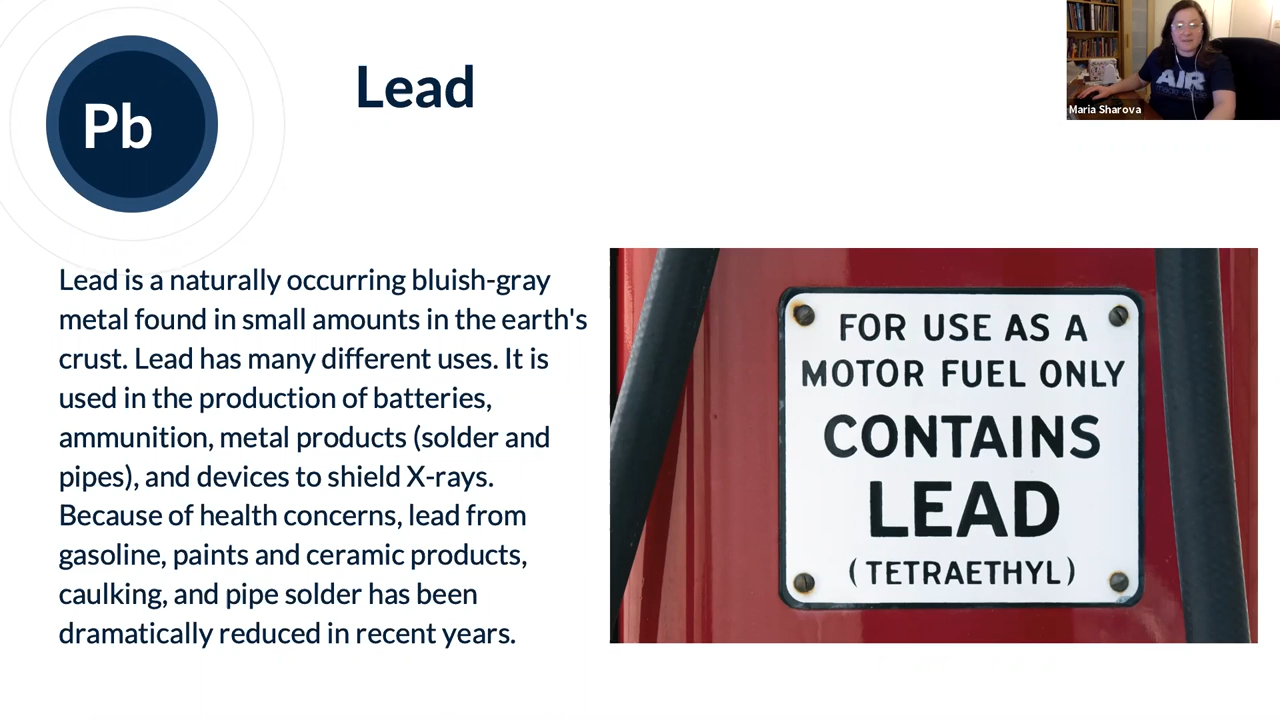 Pb
Lead
AIR
Maria Sharova
Lead is a naturally occurring bluish-gray
metal found in small amounts in the earth's
crust. Lead has many different uses. It is
used in the production of batteries,
ammunition, metal products (solder and
pipes), and devices to shield X-rays.
Because of health concerns, lead from
gasoline, paints and ceramic products,
caulking, and pipe solder has been
dramatically reduced in recent years.
FOR USE AS A
MOTOR FUEL ONLY
CONTAINS
LEAD
(TETRAETHYL)